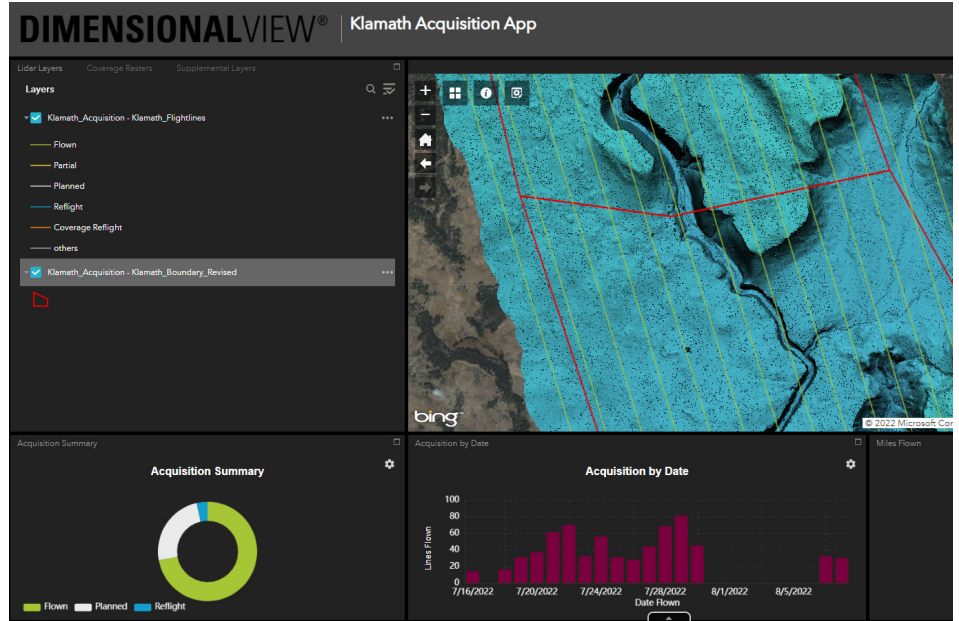 DIMENSIONALVIEW® Klamath Acquisition App
Lidar Layers Coverage Rasters Supplemental Layers
Layers
Klamath_Acquisition - Klamath_Flightlines
Flown
Partial
Planned
Reflight
Coverage Reflight
others
Klamath_Acquisition - Klamath_Boundary_Revised
bing
© 2022 Microsoft Cor
Acquisition Summary
Acquisition Summary
Flown Planned Reflight
Acquisition by Date
Acquisition by Date
Lines Flown
100
80
60
40
20
0
7/16/2022 7/20/2022 7/24/2022 7/28/2022 8/1/2022 8/5/2022
Date Flown
Miles Flown